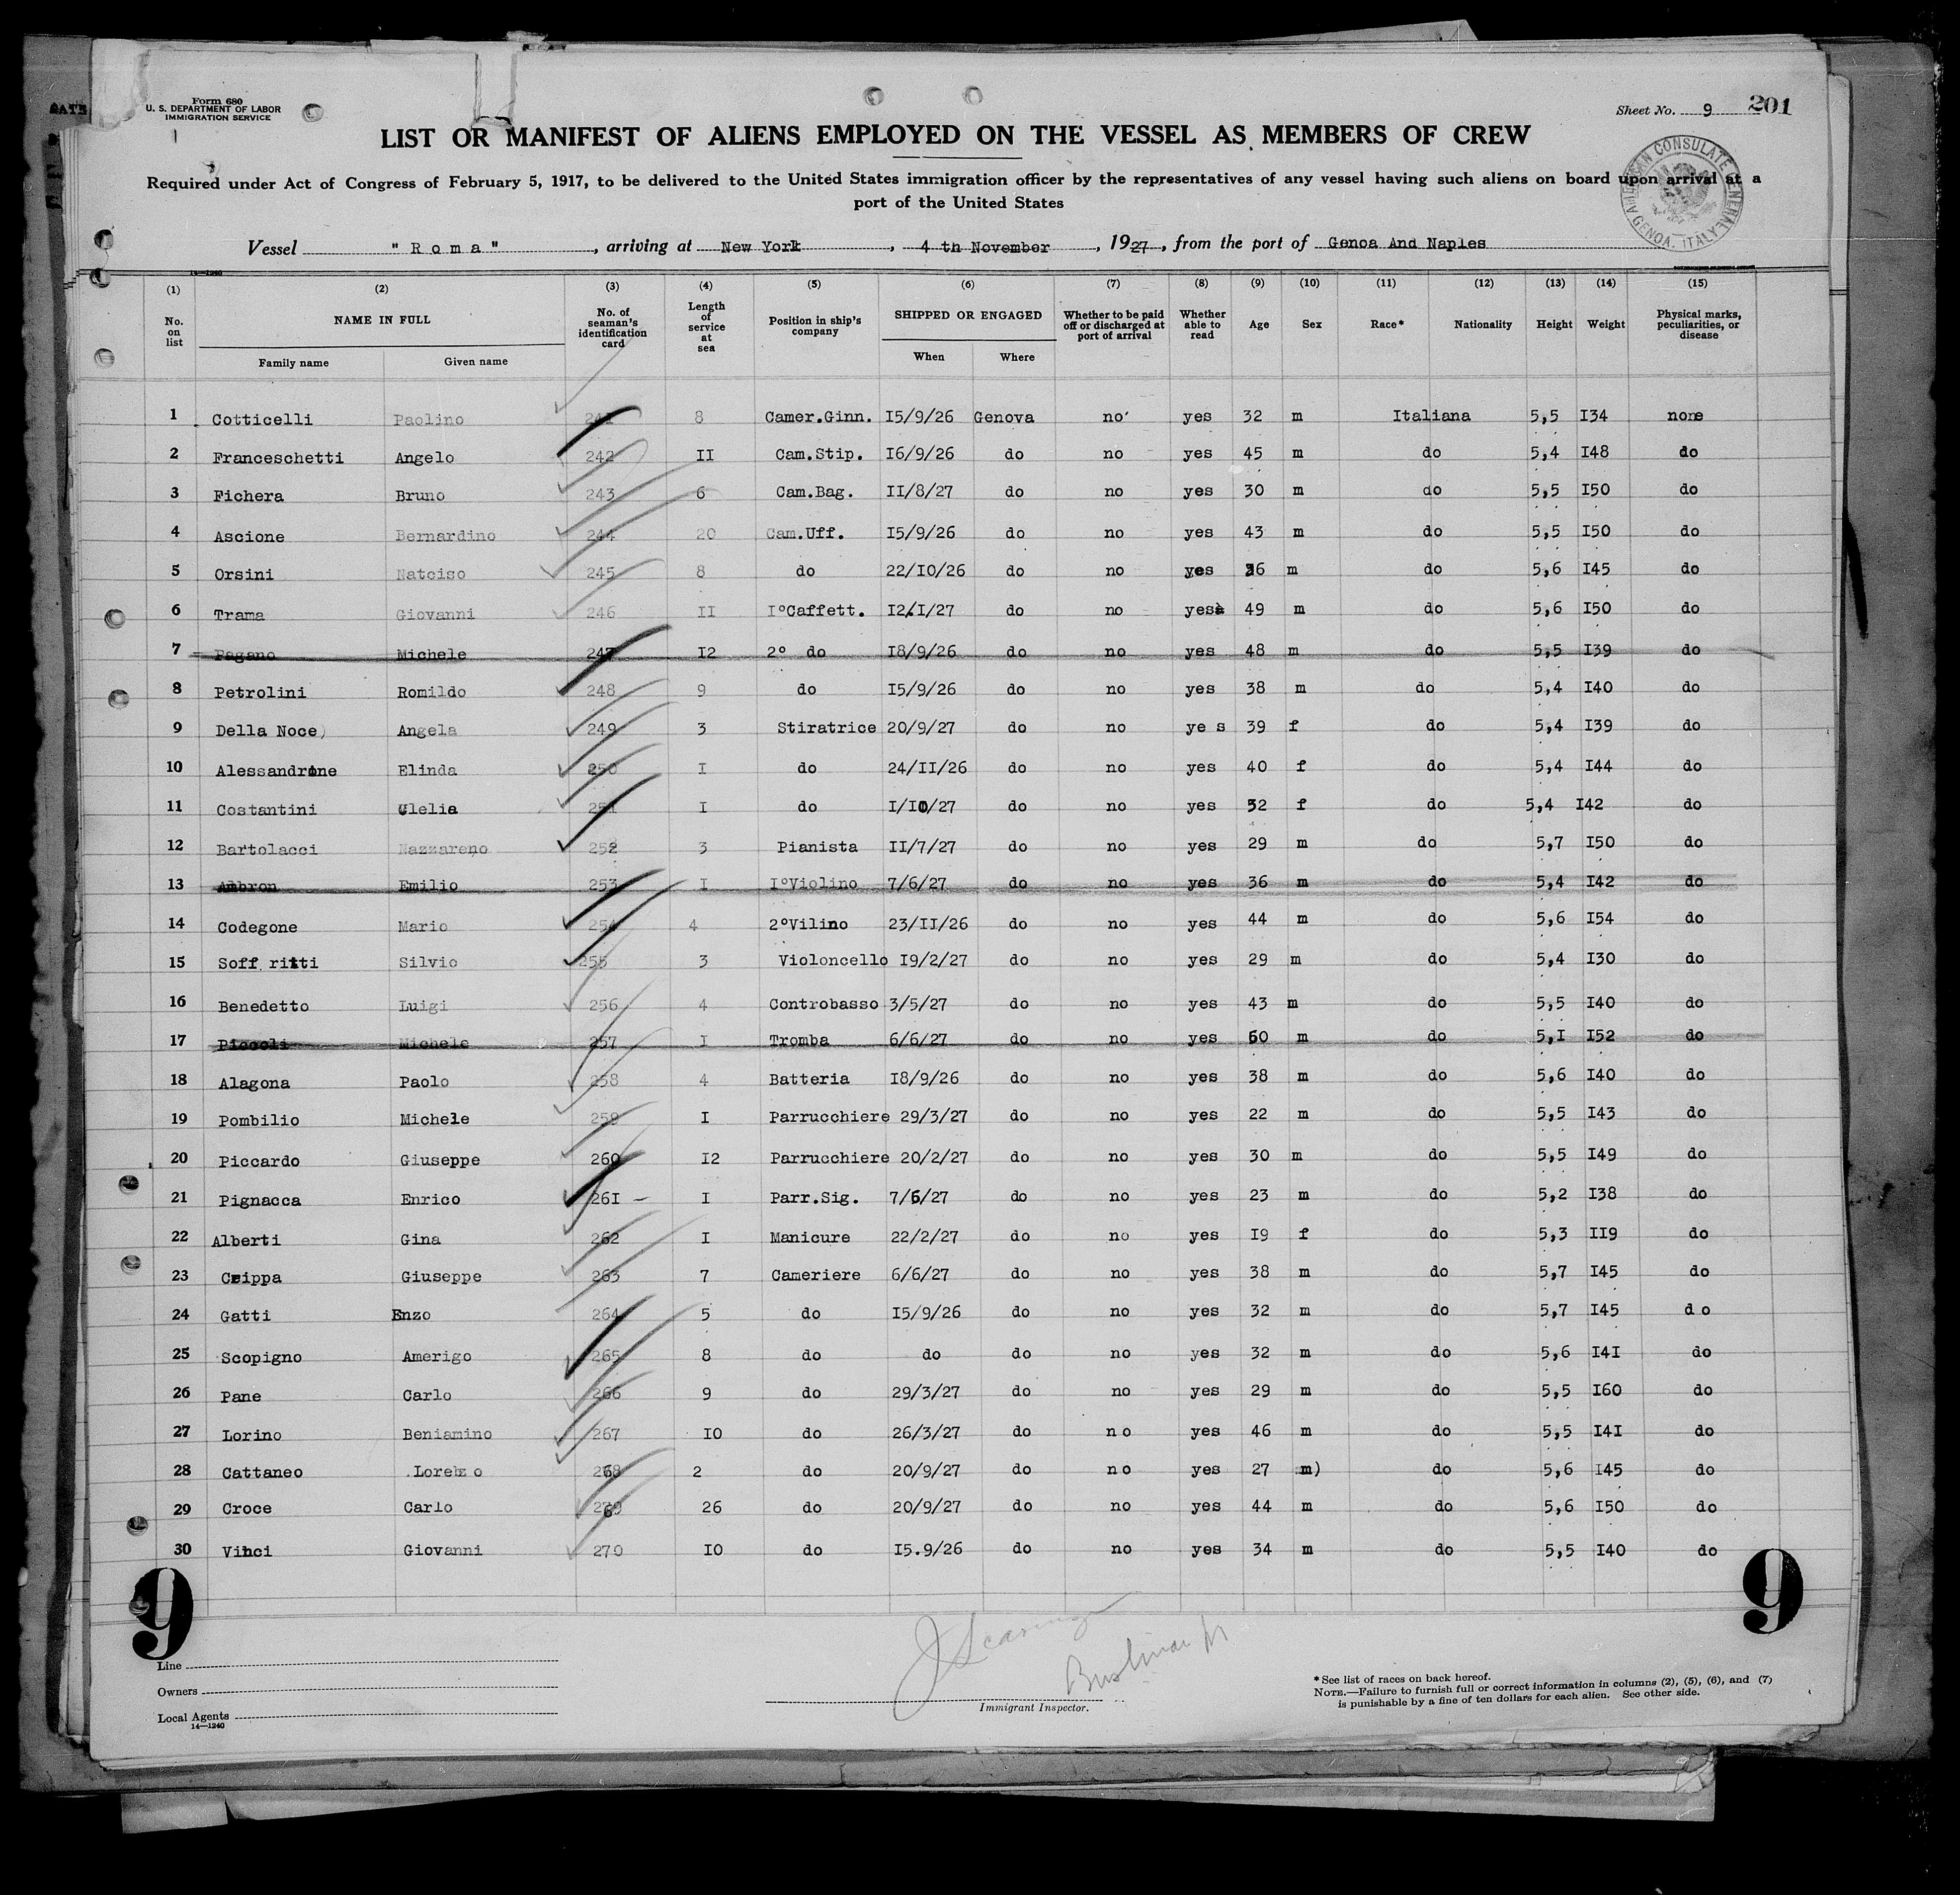 Form 680
U. S. DEPARTMENT OF LABOR
IMMIGRATION SERVICE
Sheet No. 9 201
LIST OR MANIFEST OF ALIENS EMPLOYED ON THE VESSEL AS MEMBERS OF CREW
Required under Act of Congress of February 5, 1917, to be delivered to the United States immigration officer by the representatives of any vessel having such aliens on board upon arrival at a
port of the United States
AMERICAN CONSULATE GENERAL GENOA, ITALY
Vessel "Roma", arriving at New York, 4 th November, 1927, from the port of Genoa And Naples
14—1240
(1) (2) (3) (4) (5) (6) (7) (8) (9) (10) (11) (12) (13) (14) (15)
No. on list NAME IN FULL Family name Given name No. of seaman's identification card Length of service at sea Position in ship's company SHIPPED OR ENGAGED When Where Whether to be paid off or discharged at port of arrival Whether able to read Age Sex Race* Nationality Height Weight Physical marks, peculiarities, or disease
1 Cotticelli Paolino 241 8 Camer.Ginn. I5/9/26 Genova no yes 32 m Italiana 5,5 I34 none
2 Franceschetti Angelo 242 II Cam.Stip. I6/9/26 do no yes 45 m do 5,4 I48 do
3 Fichera Bruno 243 6 Cam.Bag. II/8/27 do no yes 30 m do 5,5 I50 do
4 Ascione Bernardino 244 20 Cam.Uff. I5/9/26 do no yes 43 m do 5,5 I50 do
5 Orsini Natciso 245 8 do 22/I0/26 do no yes 6 m do 5,6 I45 do
6 Trama Giovanni 246 II I°Caffett. I2/I/27 do no yes 49 m do 5,6 I50 do
7 Pagano Michele 247 I2 2° do I8/9/26 do no yes 48 m do 5,5 I39 do
8 Petrolini Romildo 248 9 do I5/9/26 do no yes 38 m do 5,4 I40 do
9 Della Noce) Angela 249 3 Stiratrice 20/9/27 do no ye s 39 f do 5,4 I39 do
10 Alessandrone Elinda 250 I do 24/II/26 do no yes 40 f do 5,4 I44 do
11 Costantini Clelia 251 I do I/I0/27 do no yes 32 f do 5,4 I42 do
12 Bartolacci Nazzareno 252 3 Pianista II/7/27 do no yes 29 m do 5,7 I50 do
13 Ambron Emilio 253 I I°Violino 7/6/27 do no yes 36 m do 5,4 I42 do
14 Codegone Mario 254 4 2°Vilino 23/II/26 do no yes 44 m do 5,6 I54 do
15 Soff ritti Silvio 255 3 Violoncello I9/2/27 do no yes 29 m do 5,4 I30 do
16 Benedetto Luigi 256 4 Controbasso 3/5/27 do no yes 43 m do 5,5 I40 do
17 Piccoli Michele 257 I Tromba 6/6/27 do no yes 60 m do 5,I I52 do
18 Alagona Paolo 258 4 Batteria I8/9/26 do no yes 38 m do 5,6 I40 do
19 Pombilio Michele 259 I Parrucchiere 29/3/27 do no yes 22 m do 5,5 I43 do
20 Piccardo Giuseppe 260 I2 Parrucchiere 20/2/27 do no yes 30 m do 5,5 I49 do
21 Pignacca Enrico 26I — I Parr.Sig. 7/6/27 do no yes 23 m do 5,2 I38 do
22 Alberti Gina 262 I Manicure 22/2/27 do no yes I9 f do 5,3 II9 do
23 Crippa Giuseppe 263 7 Cameriere 6/6/27 do no yes 38 m do 5,7 I45 do
24 Gatti Enzo 264 5 do I5/9/26 do no yes 32 m do 5,7 I45 d o
25 Scopigno Amerigo 265 8 do do do no yes 32 m do 5,6 I4I do
26 Pane Carlo 266 9 do 29/3/27 do no yes 29 m do 5,5 I60 do
27 Lorino Beniamino 267 I0 do 26/3/27 do n o yes 46 m do 5,5 I4I do
28 Cattaneo Lorenzo 268 2 do 20/9/27 do n o yes 27 m) do 5,6 I45 do
29 Croce Carlo 269 26 do 20/9/27 do no yes 44 m do 5,6 I50 do
30 Vinci Giovanni 270 I0 do I5.9/26 do no yes 34 m do 5,5 I40 do
9 9
Line
Owners
Local Agents
14—1240
Immigrant Inspector.
* See list of races on back hereof.
NOTE.—Failure to furnish full or correct information in columns (2), (5), (6), and (7)
is punishable by a fine of ten dollars for each alien. See other side.